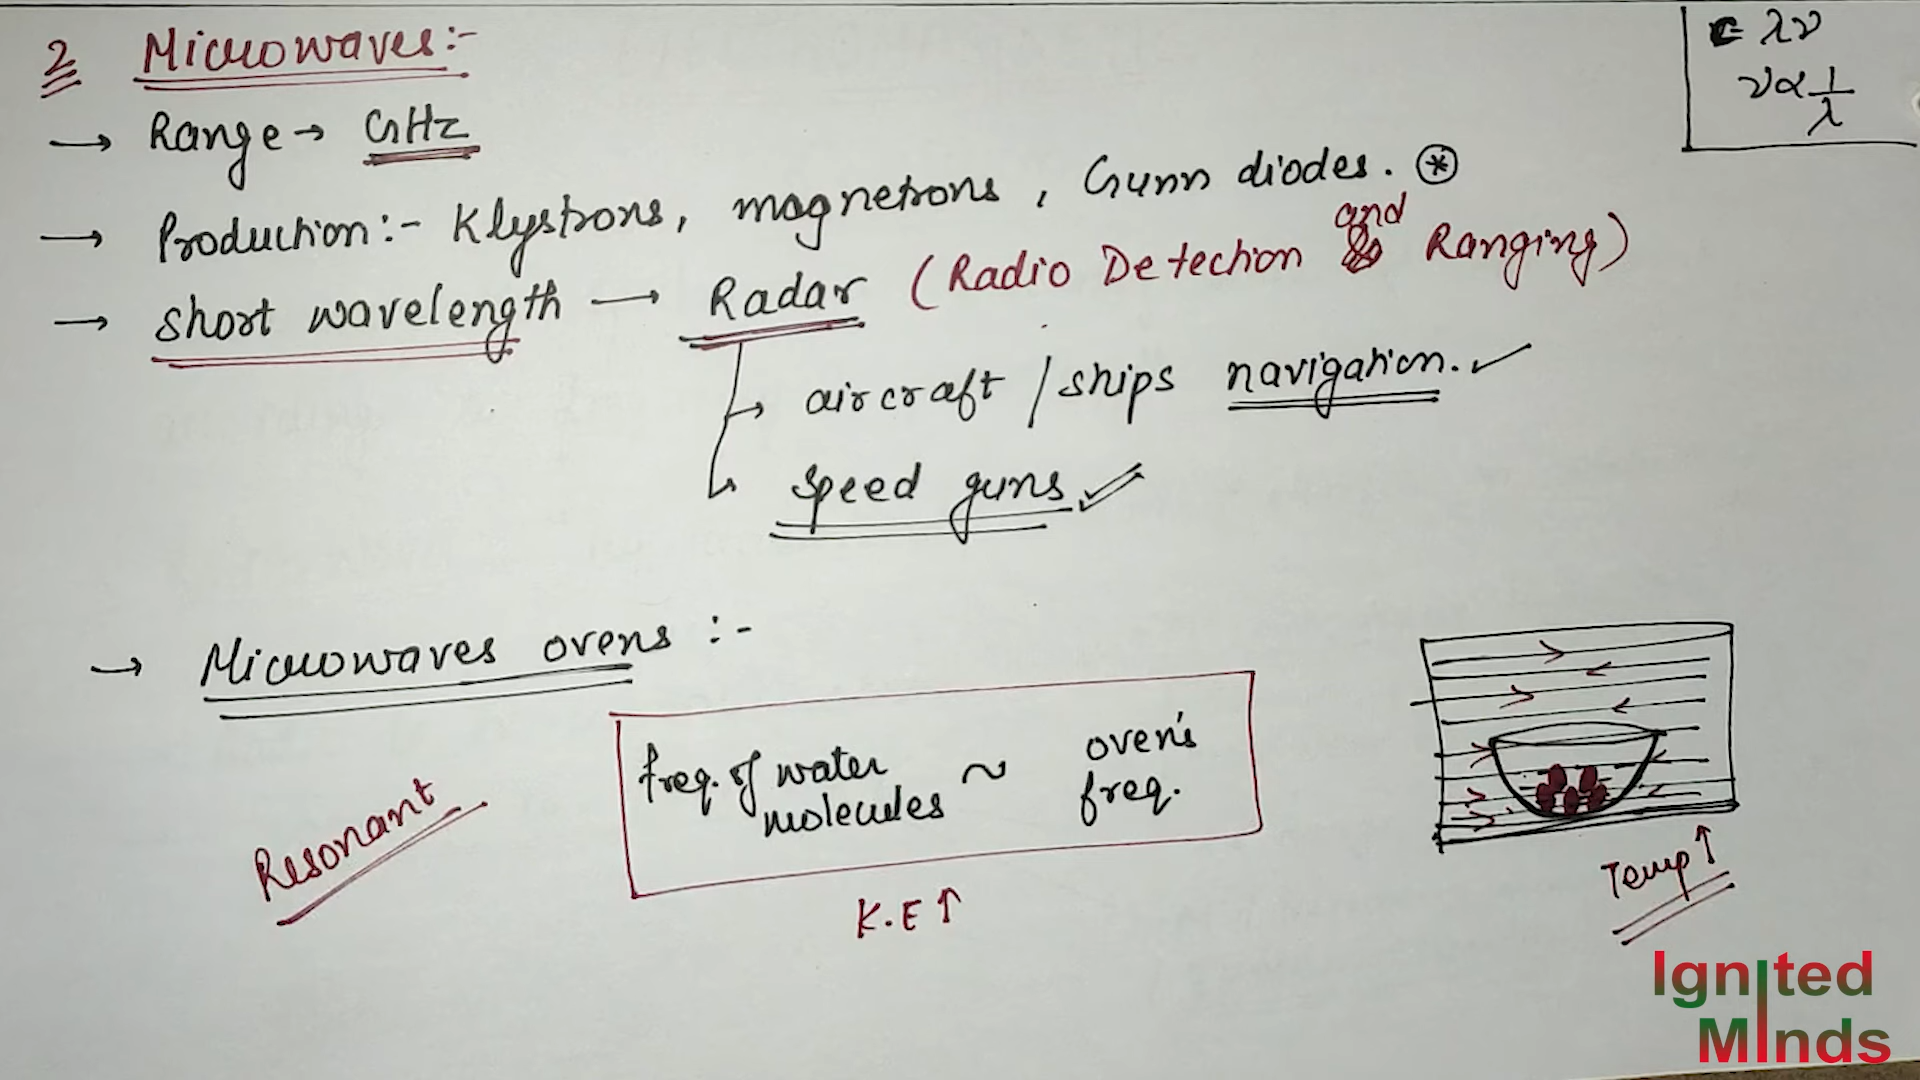 2 Microwaves:-
C= λν
ν∝ 1/λ
→ Range → GHz
→ Production:- Klystrons, magnetrons, Gunn diodes. *
→ short wavelength → Radar (Radio Detection and Ranging)
→ aircraft / ships navigation. ✓
→ speed guns ✓
→ Microwaves ovens :-
freq. of water molecules ~ oven's freq.
Resonant
K.E ↑
Temp ↑
Ignited
Minds